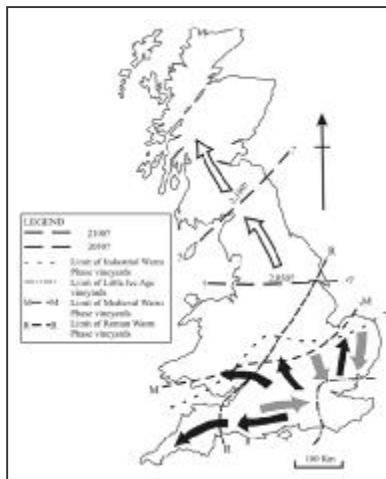 LEGEND
2100?
2050?
Limit of Industrial Warm
Phase vineyards
Limit of Little Ice Age
vineyards
M M Limit of Medieval Warm
Phase vineyards
R R Limit of Roman Warm
Phase vineyards
2100?
?
R
? 2050? ?
M
M
R
100 Km